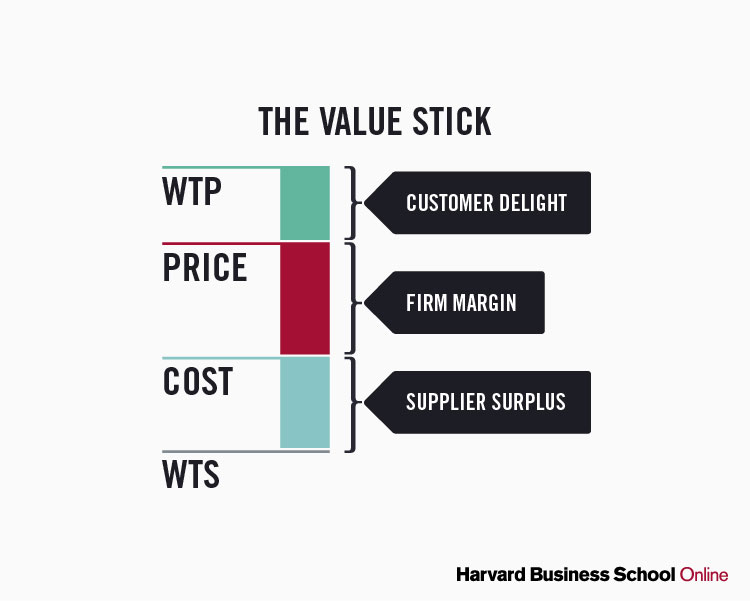 THE VALUE STICK
WTP
CUSTOMER DELIGHT
PRICE
FIRM MARGIN
COST
SUPPLIER SURPLUS
WTS
Harvard Business School Online